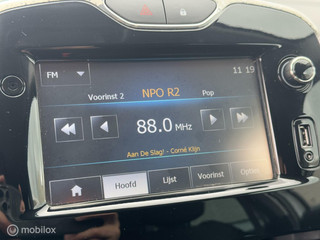 FM
11 19
Voorinst 2
NPO R2
Pop
88.0 MHz
Aan De Slag! - Corné Klijn
Hoofd
Lijst
Voorinst
Opties
mobilox